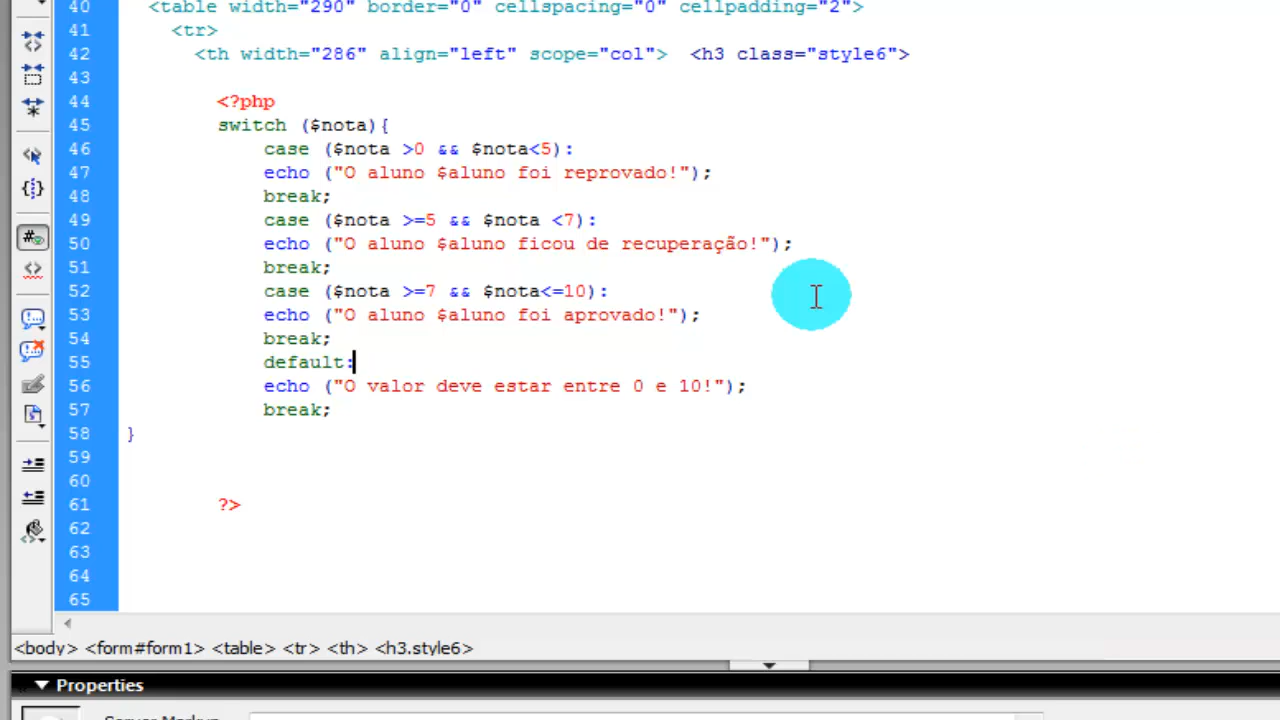 40 <table width="290" border="0" cellspacing="0" cellpadding="2">
41 <tr>
42 <th width="286" align="left" scope="col"> <h3 class="style6">
43
44 <?php
45 switch ($nota){
46 case ($nota >0 && $nota<5):
47 echo ("O aluno $aluno foi reprovado!");
48 break;
49 case ($nota >=5 && $nota <7):
50 echo ("O aluno $aluno ficou de recuperação!");
51 break;
52 case ($nota >=7 && $nota<=10):
53 echo ("O aluno $aluno foi aprovado!");
54 break;
55 default:
56 echo ("O valor deve estar entre 0 e 10!");
57 break;
58 }
59
60
61 ?>
62
63
64
65
<body> <form#form1> <table> <tr> <th> <h3.style6>
Properties
Server Markup